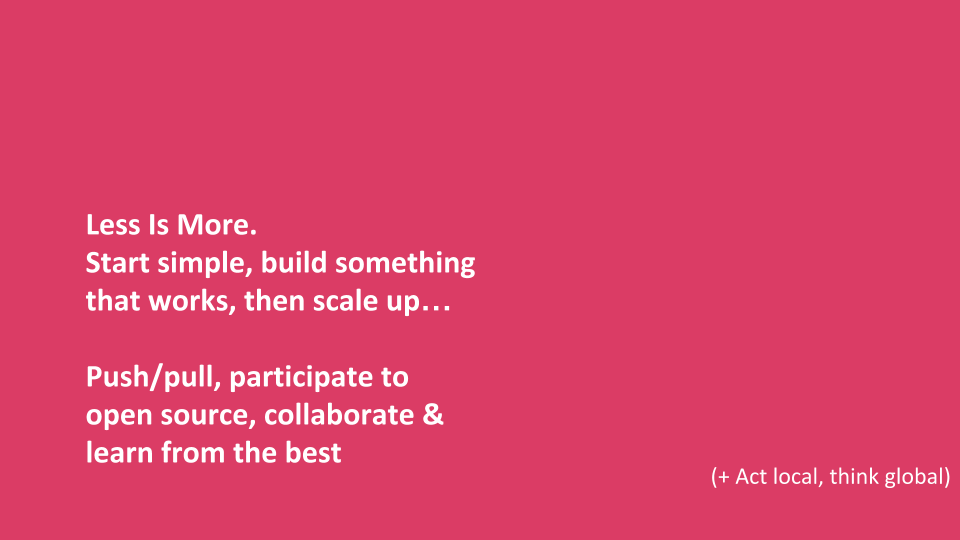 Less Is More.
Start simple, build something
that works, then scale up…
Push/pull, participate to
open source, collaborate &
learn from the best
(+ Act local, think global)